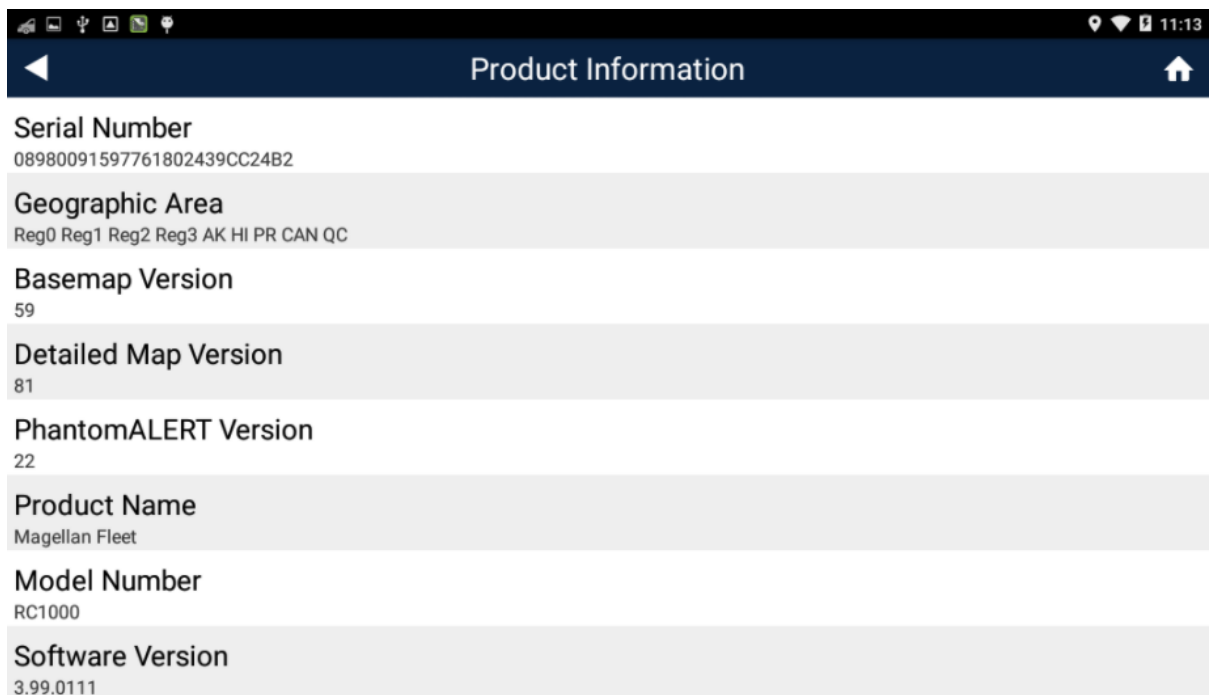 11:13
Product Information
Serial Number
08980091597761802439CC24B2
Geographic Area
Reg0 Reg1 Reg2 Reg3 AK HI PR CAN QC
Basemap Version
59
Detailed Map Version
81
PhantomALERT Version
22
Product Name
Magellan Fleet
Model Number
RC1000
Software Version
3.99.0111